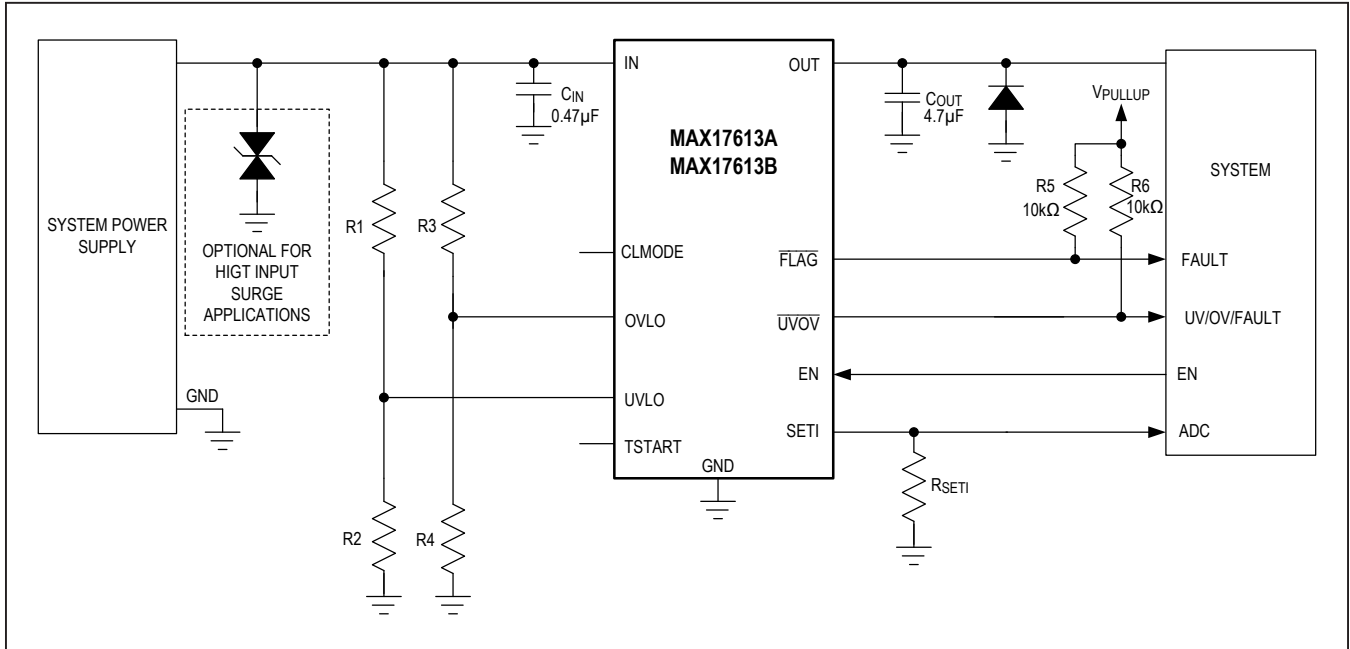 SYSTEM POWER
SUPPLY
GND
OPTIONAL FOR
HIGT INPUT
SURGE
APPLICATIONS
R1
R2
R3
R4
CIN
0.47µF
IN
OUT
MAX17613A
MAX17613B
CLMODE
OVLO
UVLO
TSTART
GND
FLAG
UVOV
EN
SETI
COUT
4.7µF
VPULLUP
R5
10kΩ
R6
10kΩ
RSETI
SYSTEM
FAULT
UV/OV/FAULT
EN
ADC